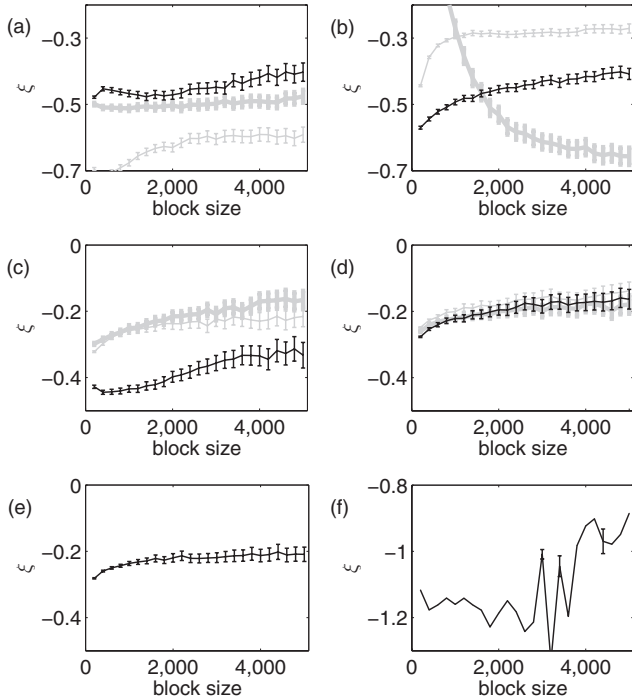 (a)
−0.3
−0.5
−0.7
ξ
0 2,000 4,000
block size
(b)
−0.3
−0.5
−0.7
ξ
0 2,000 4,000
block size
(c)
0
−0.2
−0.4
ξ
0 2,000 4,000
block size
(d)
0
−0.2
−0.4
ξ
0 2,000 4,000
block size
(e)
0
−0.2
−0.4
ξ
0 2,000 4,000
block size
(f)
−0.8
−1
−1.2
ξ
0 2,000 4,000
block size